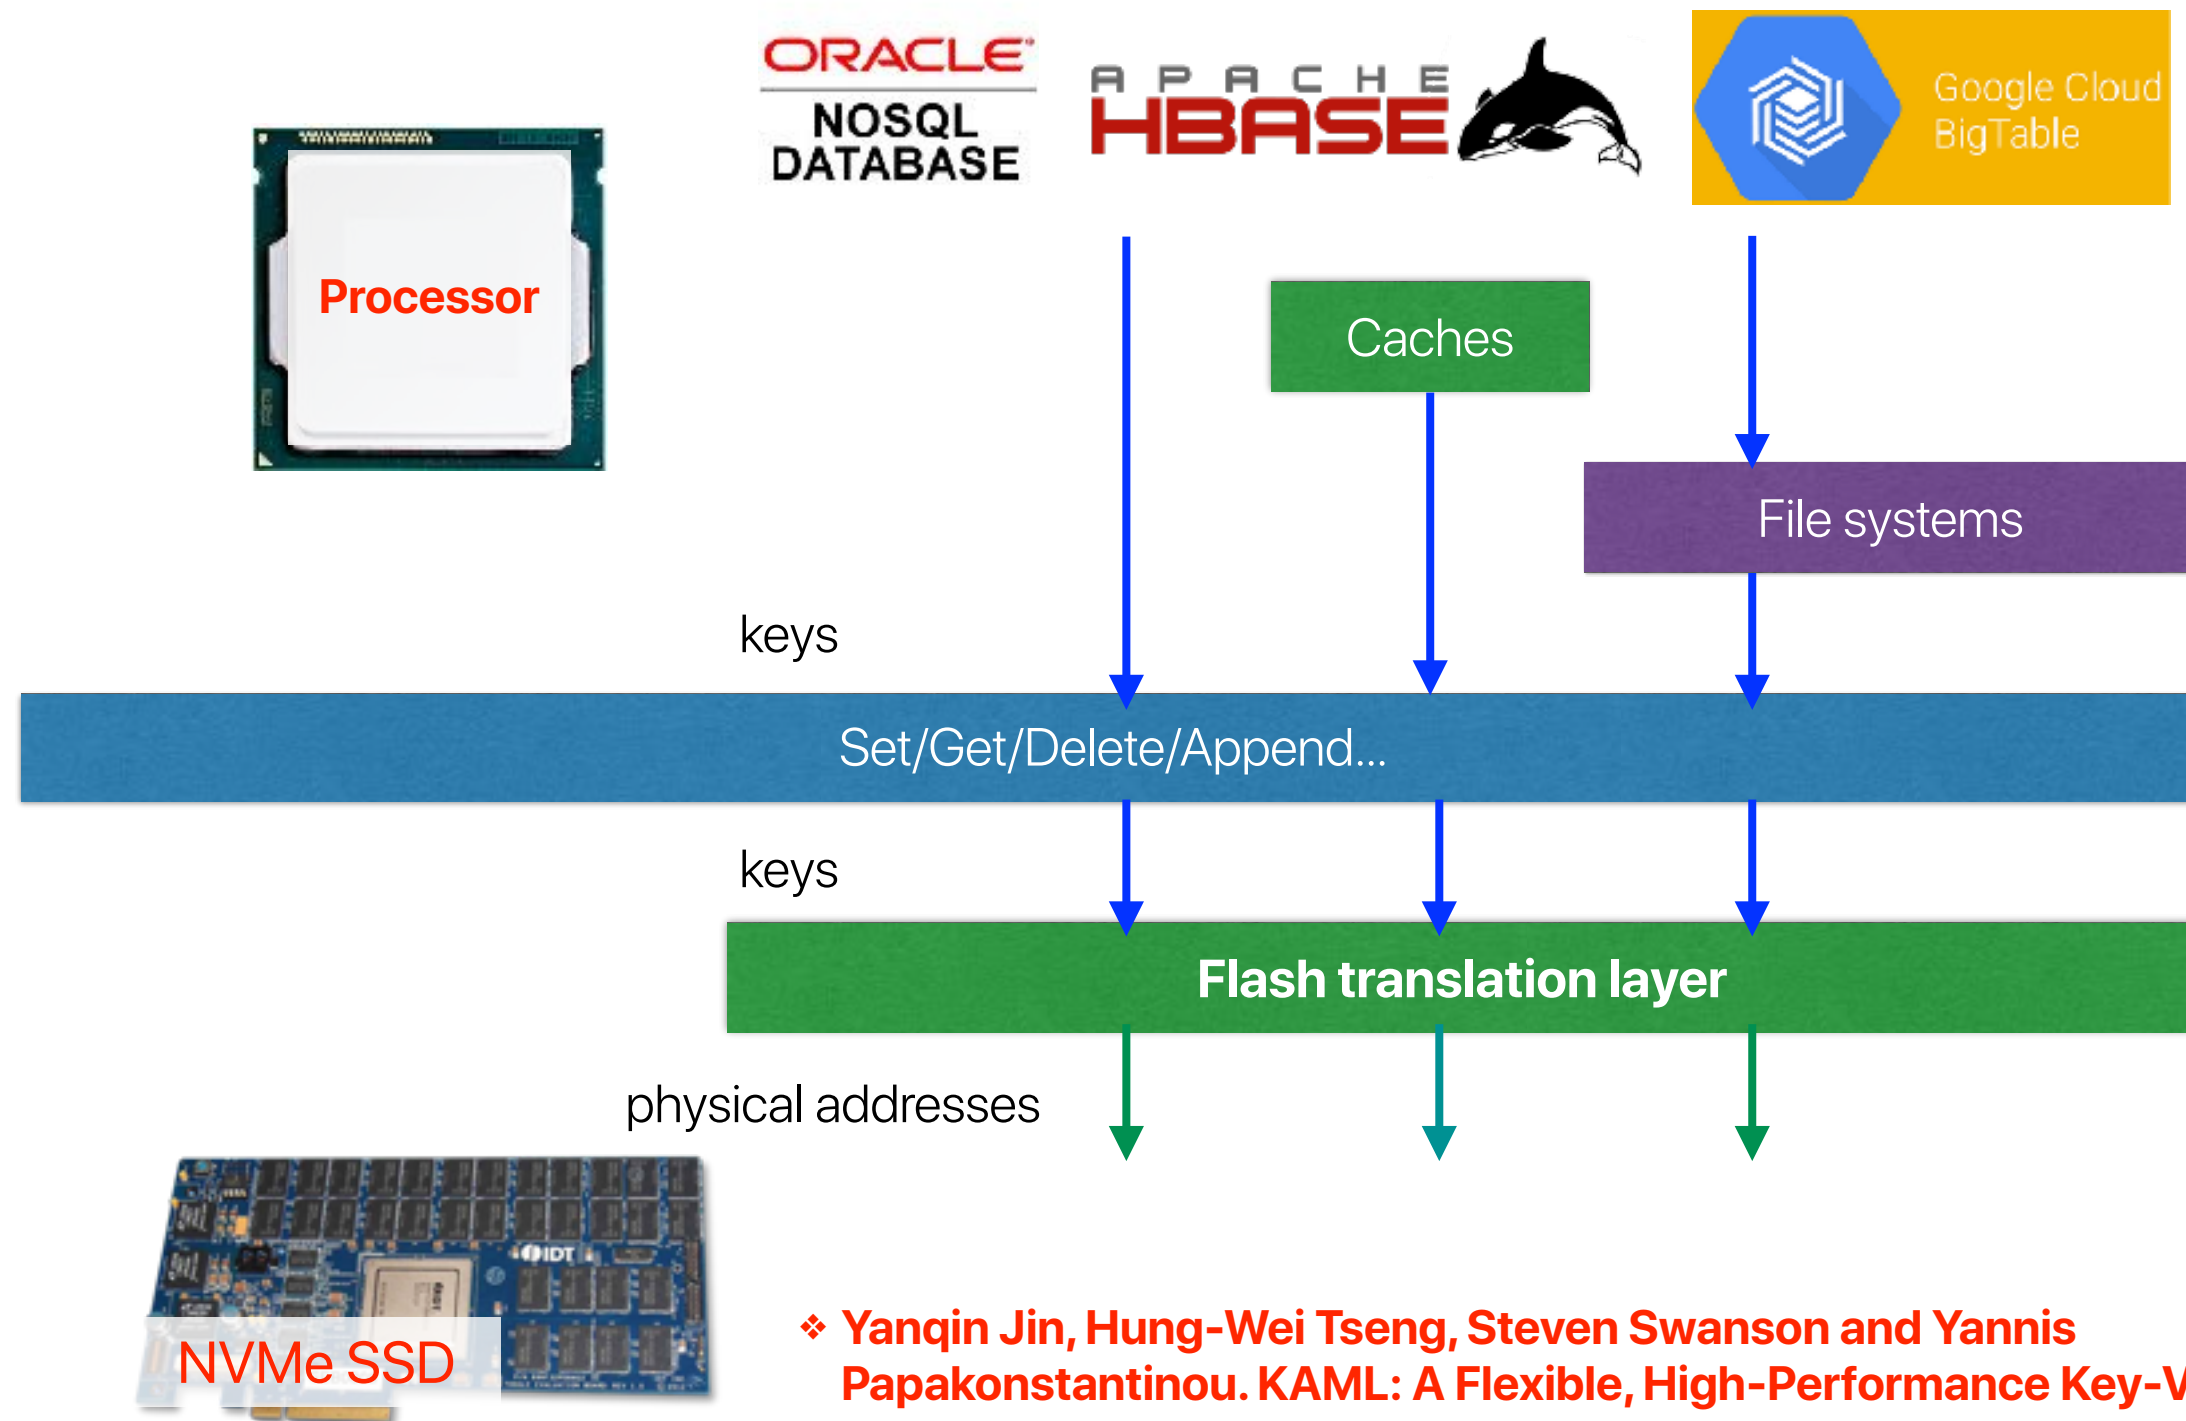 ORACLE
NOSQL
DATABASE
APACHE
HBASE
Google Cloud
BigTable
Processor
Caches
File systems
keys
Set/Get/Delete/Append...
keys
Flash translation layer
physical addresses
IDT
NVMe SSD
❖ Yanqin Jin, Hung-Wei Tseng, Steven Swanson and Yannis
Papakonstantinou. KAML: A Flexible, High-Performance Key-V